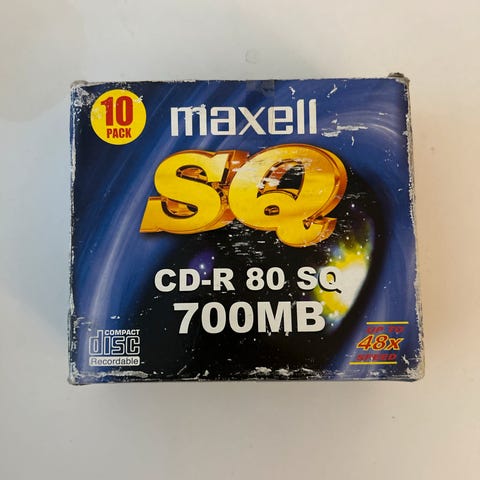 10
PACK
maxell
SQ
CD-R 80 SQ
700MB
COMPACT
disc
Recordable
UP TO
48x
SPEED